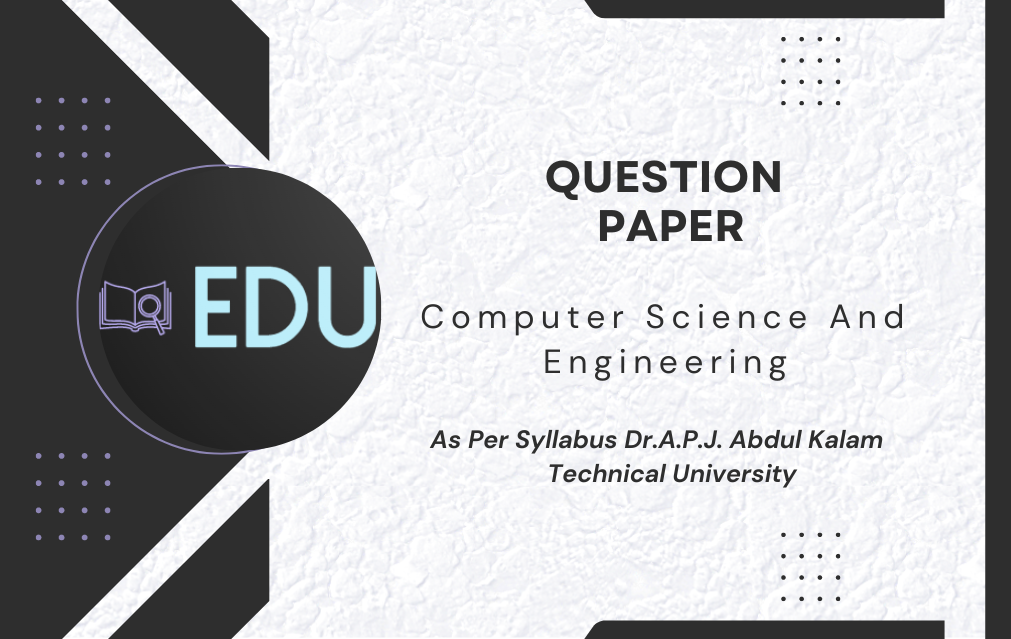 QUESTION
PAPER
EDU
Computer Science And
Engineering
As Per Syllabus Dr.A.P.J. Abdul Kalam
Technical University